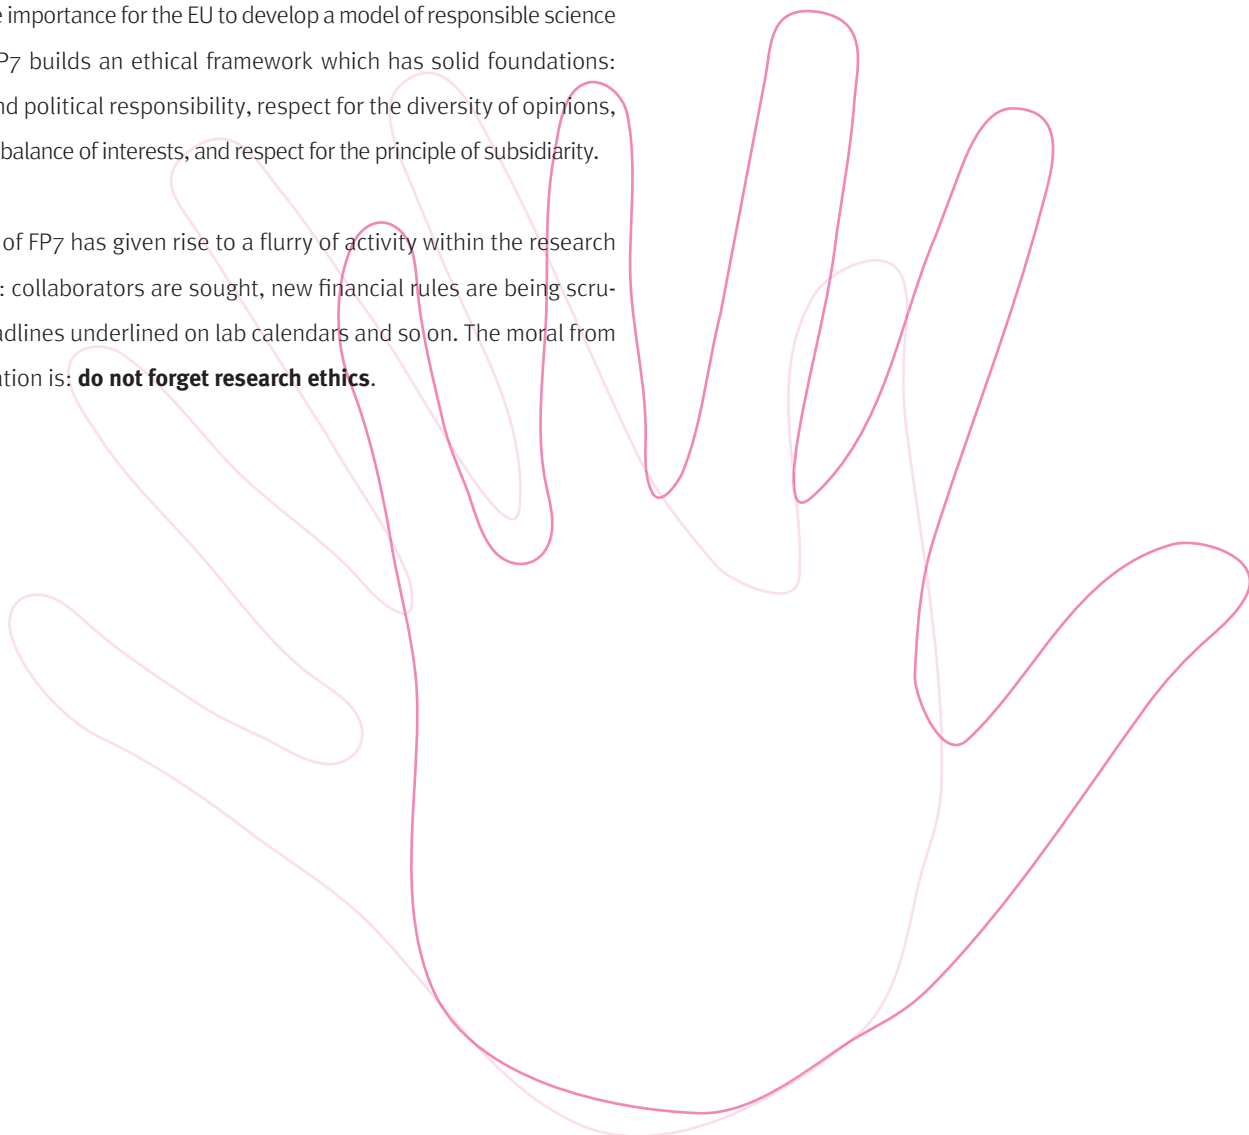 e importance for the EU to develop a model of responsible science
P7 builds an ethical framework which has solid foundations:
nd political responsibility, respect for the diversity of opinions,
balance of interests, and respect for the principle of subsidiarity.
of FP7 has given rise to a flurry of activity within the research
: collaborators are sought, new financial rules are being scru-
adlines underlined on lab calendars and so on. The moral from
ation is: do not forget research ethics.